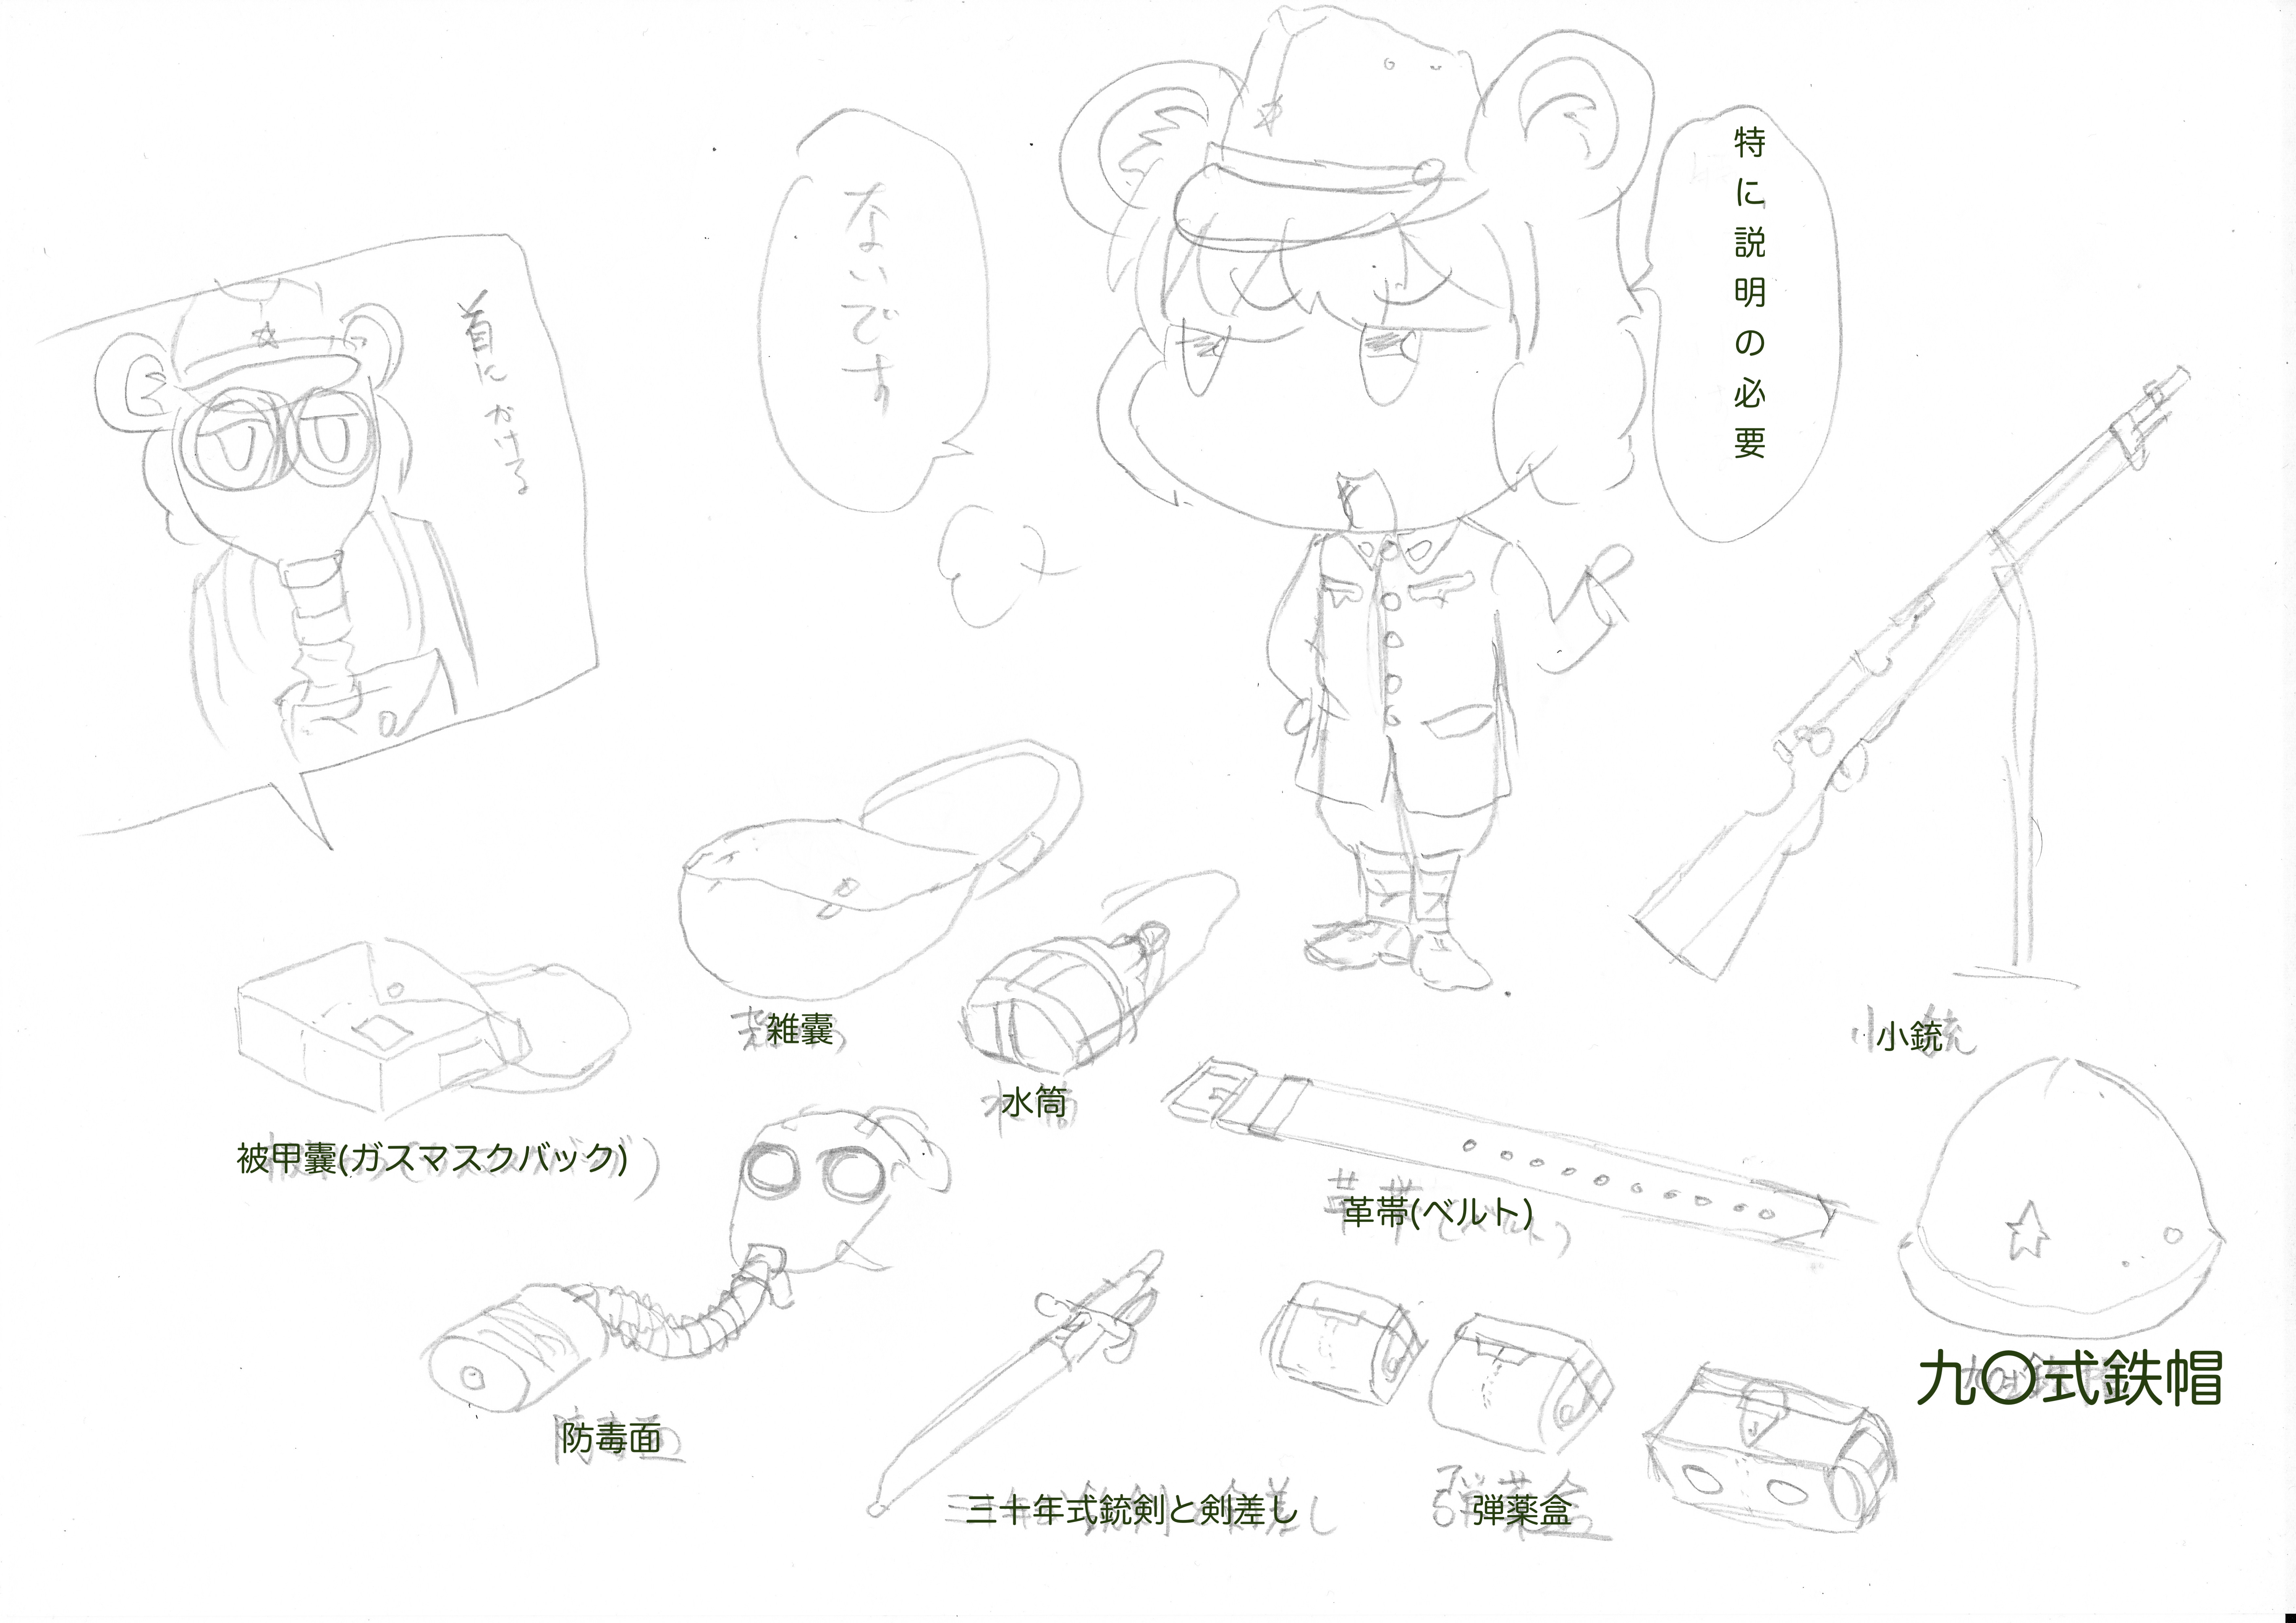 特に説明の必要
ないです
首にかける
小銃
雑嚢
水筒
被甲嚢(ガスマスクバック)
革帯(ベルト)
九〇式鉄帽
防毒面
三十年式銃剣と剣差し
弾薬盒